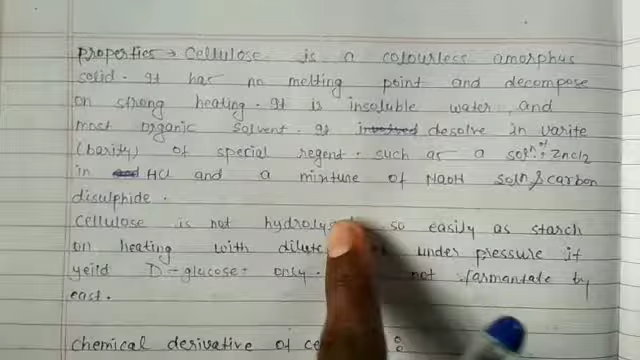 Properties → Cellulose is a colourless amorphus
solid. It has no melting point and decompose
on strong heating. It is insoluble water, and
most organic solvent. It desolve in varite
(barity) of special regent. such as a soln of ZnCl2
in HCl and a mixture of NaOH soln & carbon
disulphide.
Cellulose is not so easily as starch
on heating with dilute under pressure it
yeild D-glucose. only. not farmantate by
east.
chemical derivative of :